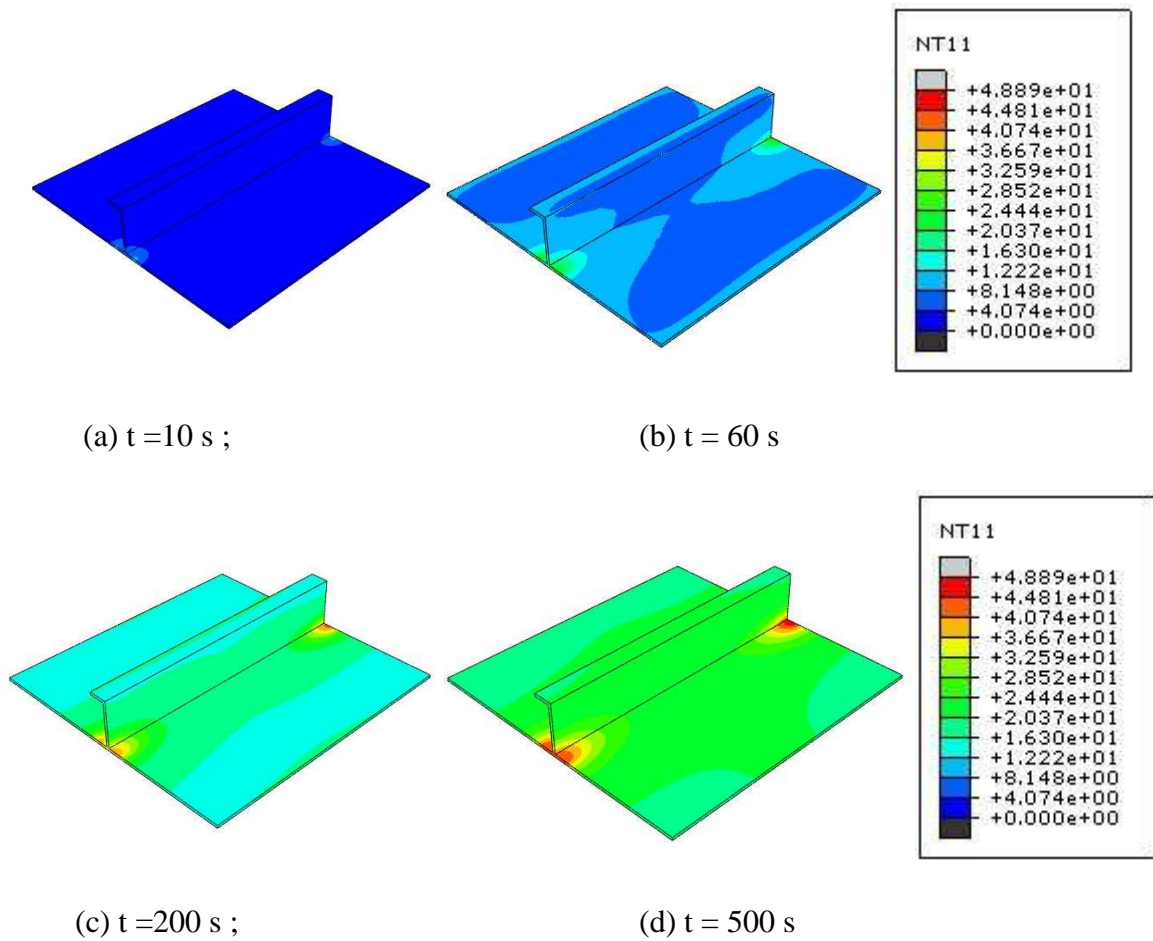 NT11
+4.889e+01
+4.481e+01
+4.074e+01
+3.667e+01
+3.259e+01
+2.852e+01
+2.444e+01
+2.037e+01
+1.630e+01
+1.222e+01
+8.148e+00
+4.074e+00
+0.000e+00
(a) t =10 s ;
(b) t = 60 s
NT11
+4.889e+01
+4.481e+01
+4.074e+01
+3.667e+01
+3.259e+01
+2.852e+01
+2.444e+01
+2.037e+01
+1.630e+01
+1.222e+01
+8.148e+00
+4.074e+00
+0.000e+00
(c) t =200 s ;
(d) t = 500 s